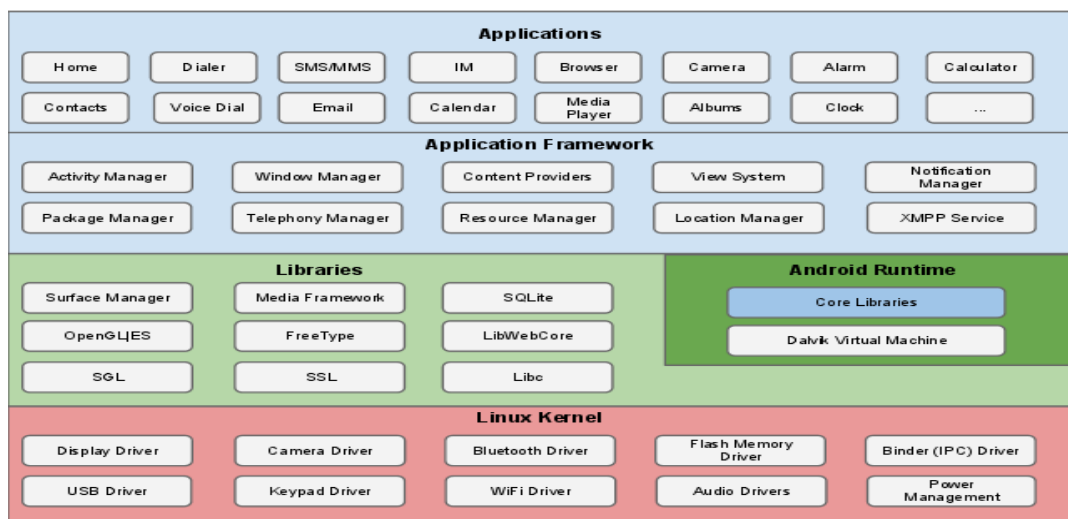 Applications
Home Dialer SMS/MMS IM Browser Camera Alarm Calculator
Contacts Voice Dial Email Calendar Media Player Albums Clock ...
Application Framework
Activity Manager Window Manager Content Providers View System Notification Manager
Package Manager Telephony Manager Resource Manager Location Manager XMPP Service
Libraries
Surface Manager Media Framework SQLite
OpenGL|ES FreeType LibWebCore
SGL SSL Libc
Android Runtime
Core Libraries
Dalvik Virtual Machine
Linux Kernel
Display Driver Camera Driver Bluetooth Driver Flash Memory Driver Binder (IPC) Driver
USB Driver Keypad Driver WiFi Driver Audio Drivers Power Management